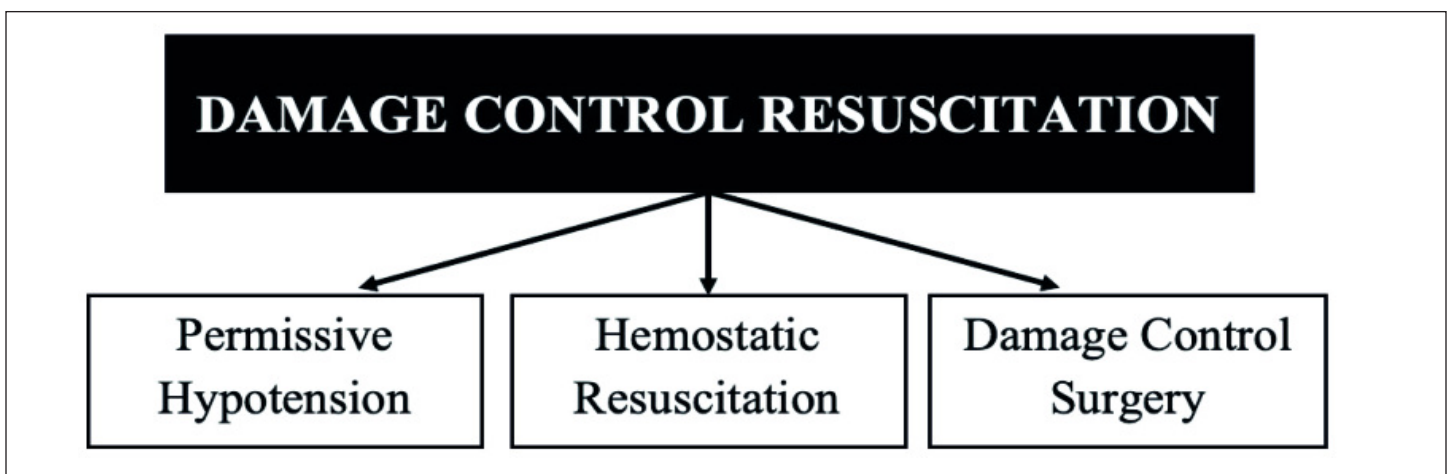 DAMAGE CONTROL RESUSCITATION
Permissive
Hypotension
Hemostatic
Resuscitation
Damage Control
Surgery